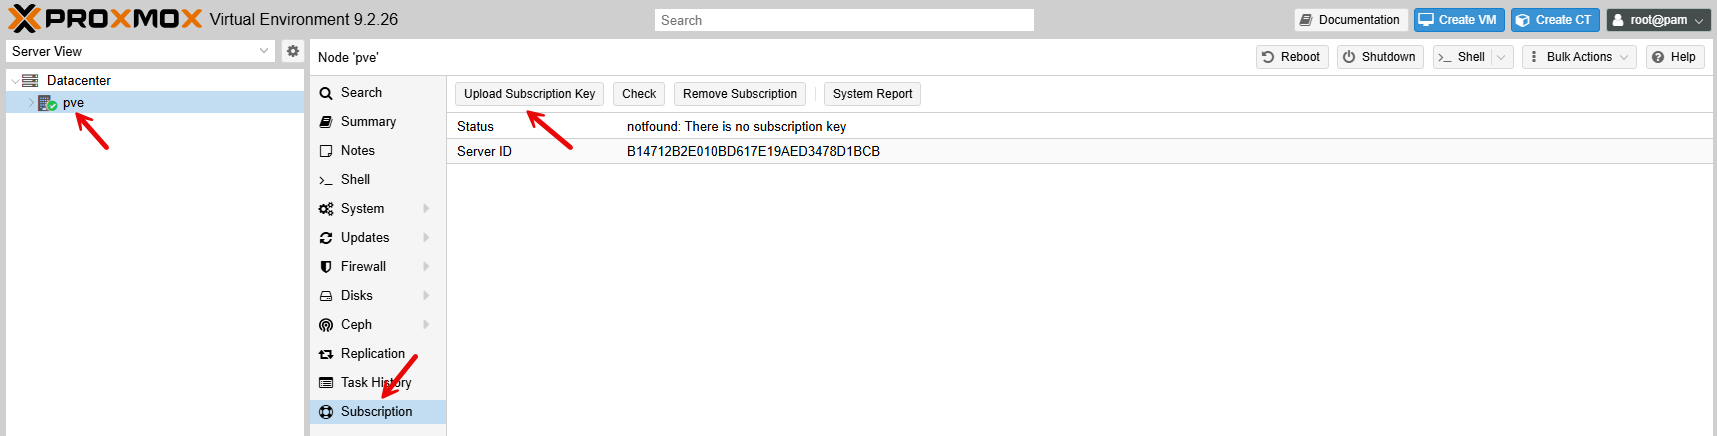 PROXMOX Virtual Environment 9.2.26
Search
Documentation
Create VM
Create CT
root@pam
Server View
Node 'pve'
Reboot
Shutdown
Shell
Bulk Actions
Help
Datacenter
pve
Search
Summary
Notes
Shell
System
Updates
Firewall
Disks
Ceph
Replication
Task History
Subscription
Upload Subscription Key
Check
Remove Subscription
System Report
Status notfound: There is no subscription key
Server ID B14712B2E010BD617E19AED3478D1BCB